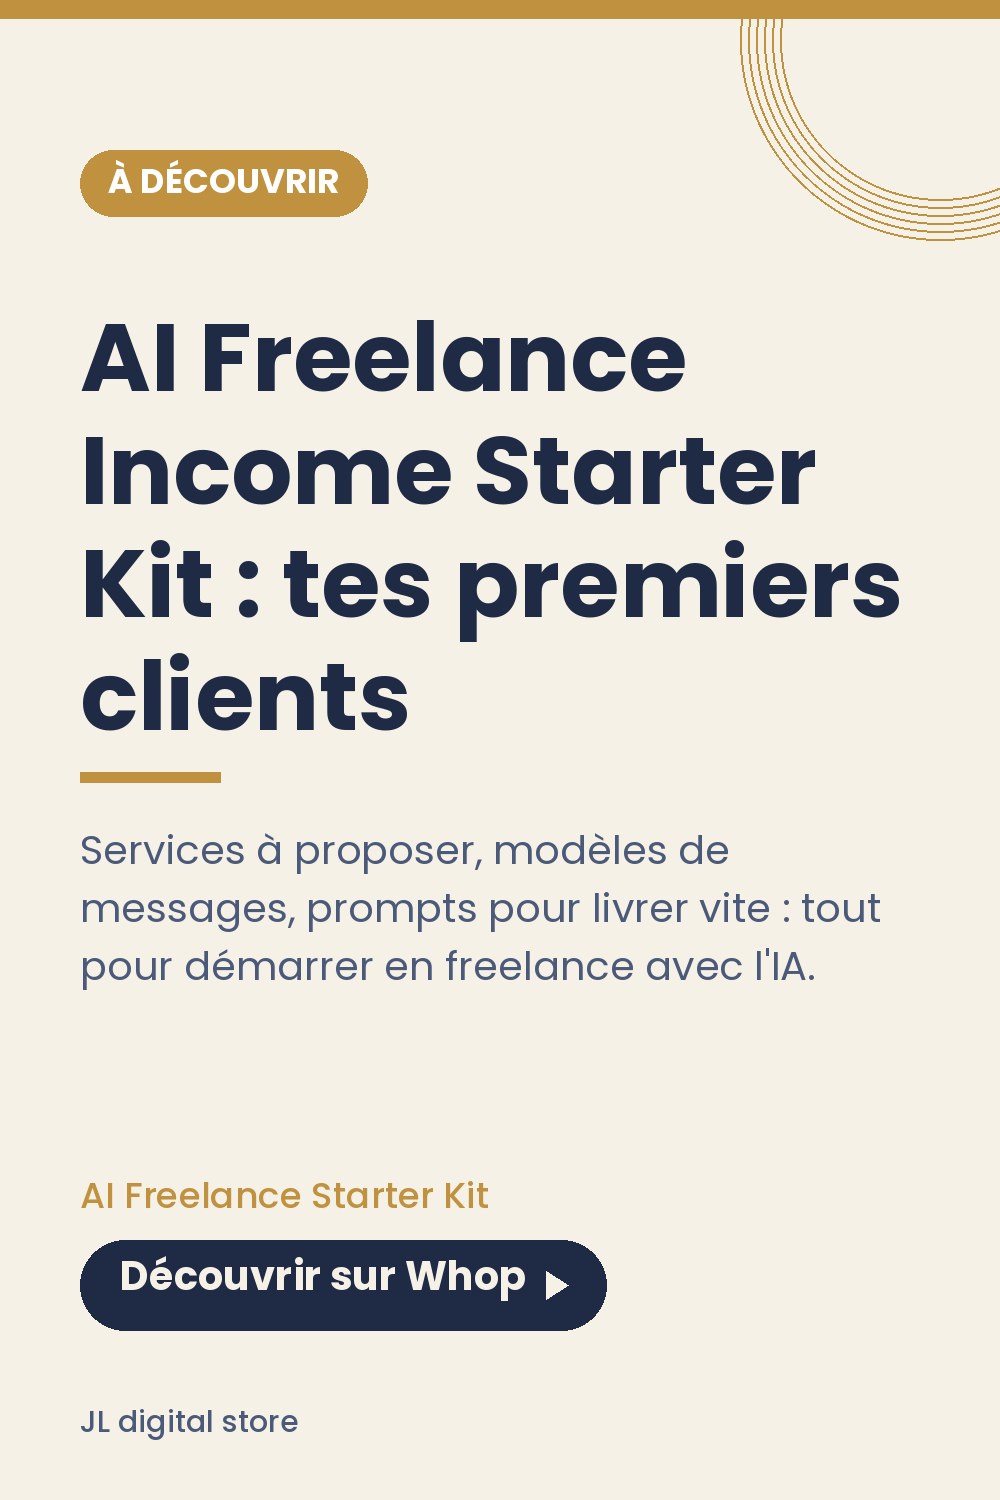 À DÉCOUVRIR
AI Freelance
Income Starter
Kit : tes premiers
clients
Services à proposer, modèles de
messages, prompts pour livrer vite : tout
pour démarrer en freelance avec l'IA.
AI Freelance Starter Kit
Découvrir sur Whop
JL digital store